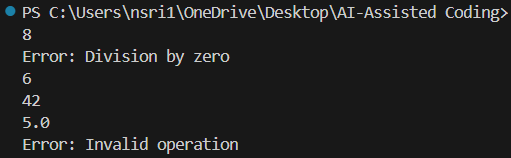 PS C:\Users\nsri1\OneDrive\Desktop\AI-Assisted Coding>
8
Error: Division by zero
6
42
5.0
Error: Invalid operation